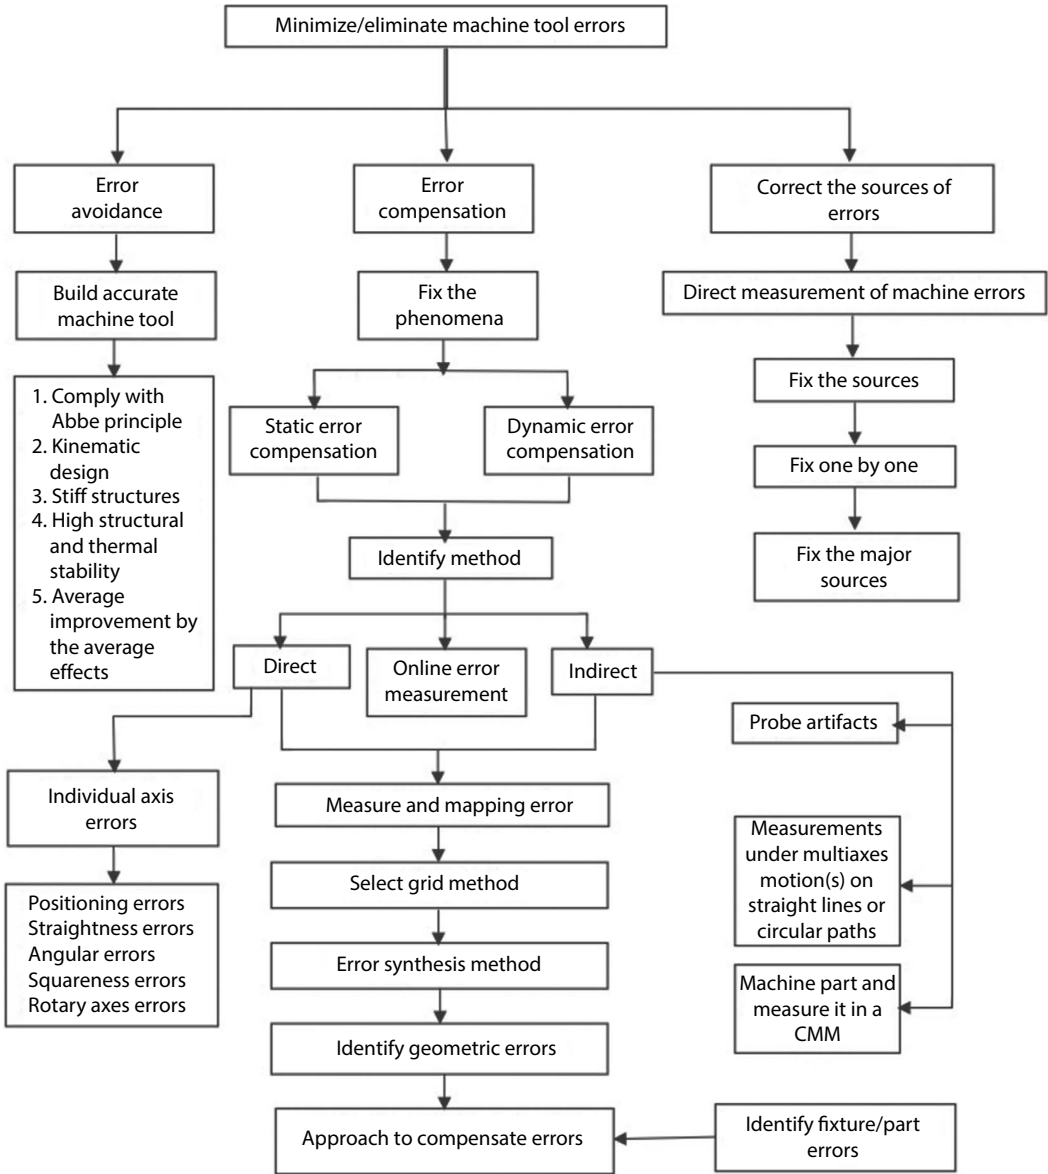 Minimize/eliminate machine tool errors
Error
avoidance
Error
compensation
Correct the sources of
errors
Build accurate
machine tool
Fix the
phenomena
Direct measurement of machine errors
1. Comply with
Abbe principle
2. Kinematic
design
3. Stiff structures
4. High structural
and thermal
stability
5. Average
improvement by
the average
effects
Static error
compensation
Dynamic error
compensation
Fix the sources
Fix one by one
Fix the major
sources
Identify method
Direct
Online error
measurement
Indirect
Probe artifacts
Measurements
under multiaxes
motion(s) on
straight lines or
circular paths
Machine part and
measure it in a
CMM
Individual axis
errors
Positioning errors
Straightness errors
Angular errors
Squareness errors
Rotary axes errors
Measure and mapping error
Select grid method
Error synthesis method
Identify geometric errors
Approach to compensate errors
Identify fixture/part
errors